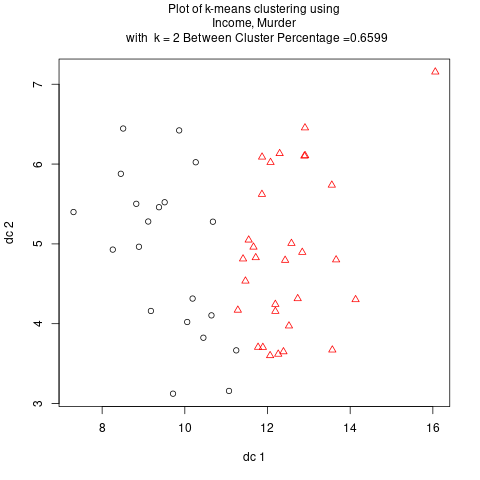 Plot of k-means clustering using
Income, Murder
with k = 2 Between Cluster Percentage =0.6599
7
6
5
4
3
dc 2
8 10 12 14 16
dc 1